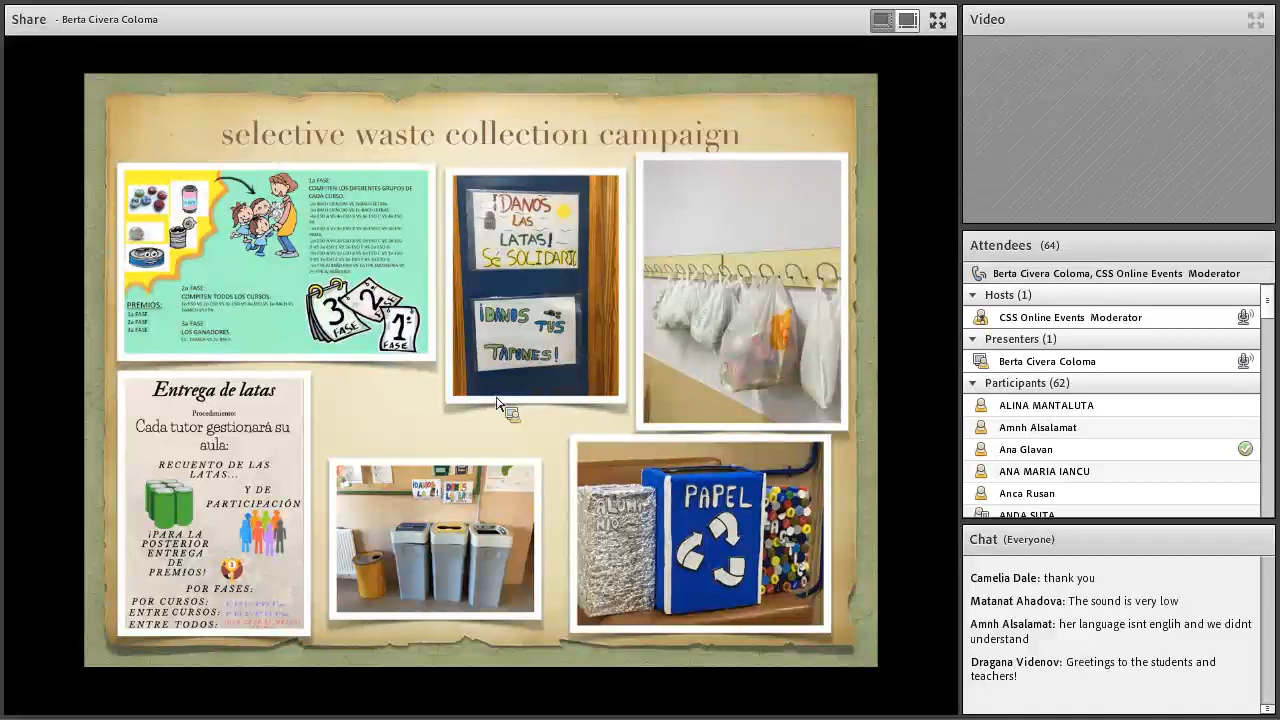 Share - Berta Civera Coloma
selective waste collection campaign
1a FASE:
COMPITEN LOS DIFERENTES GRUPOS DE
CADA CURSO.
2a FASE:
COMPITEN TODOS LOS CURSOS:
3a FASE
LOS GANADORES.
PREMIOS:
1a FASE
2a FASE
3a FASE
3
FASE
2
1ª
FASE
¡DANOS
LAS
LATAS!
Sé SOLIDARI
¡DANOS TUS
TAPONES!
Entrega de latas
Procedimiento:
Cada tutor gestionará su
aula:
RECUENTO DE LAS
LATAS...
Y DE
PARTICIPACIÓN
¡PARA LA
POSTERIOR
ENTREGA
DE
PREMIOS!
POR FASES:
POR CURSOS:
ENTRE CURSOS:
ENTRE TODOS:
PAPEL
Video
Attendees (64)
Berta Civera Coloma, CSS Online Events Moderator
Hosts (1)
CSS Online Events Moderator
Presenters (1)
Berta Civera Coloma
Participants (62)
ALINA MANTALUTA
Amnh Alsalamat
Ana Glavan
ANA MARIA IANCU
Anca Rusan
ANDA SUTA
Chat (Everyone)
Camelia Dale: thank you
Matanat Ahadova: The sound is very low
Amnh Alsalamat: her language isnt englih and we didnt
understand
Dragana Videnov: Greetings to the students and
teachers!